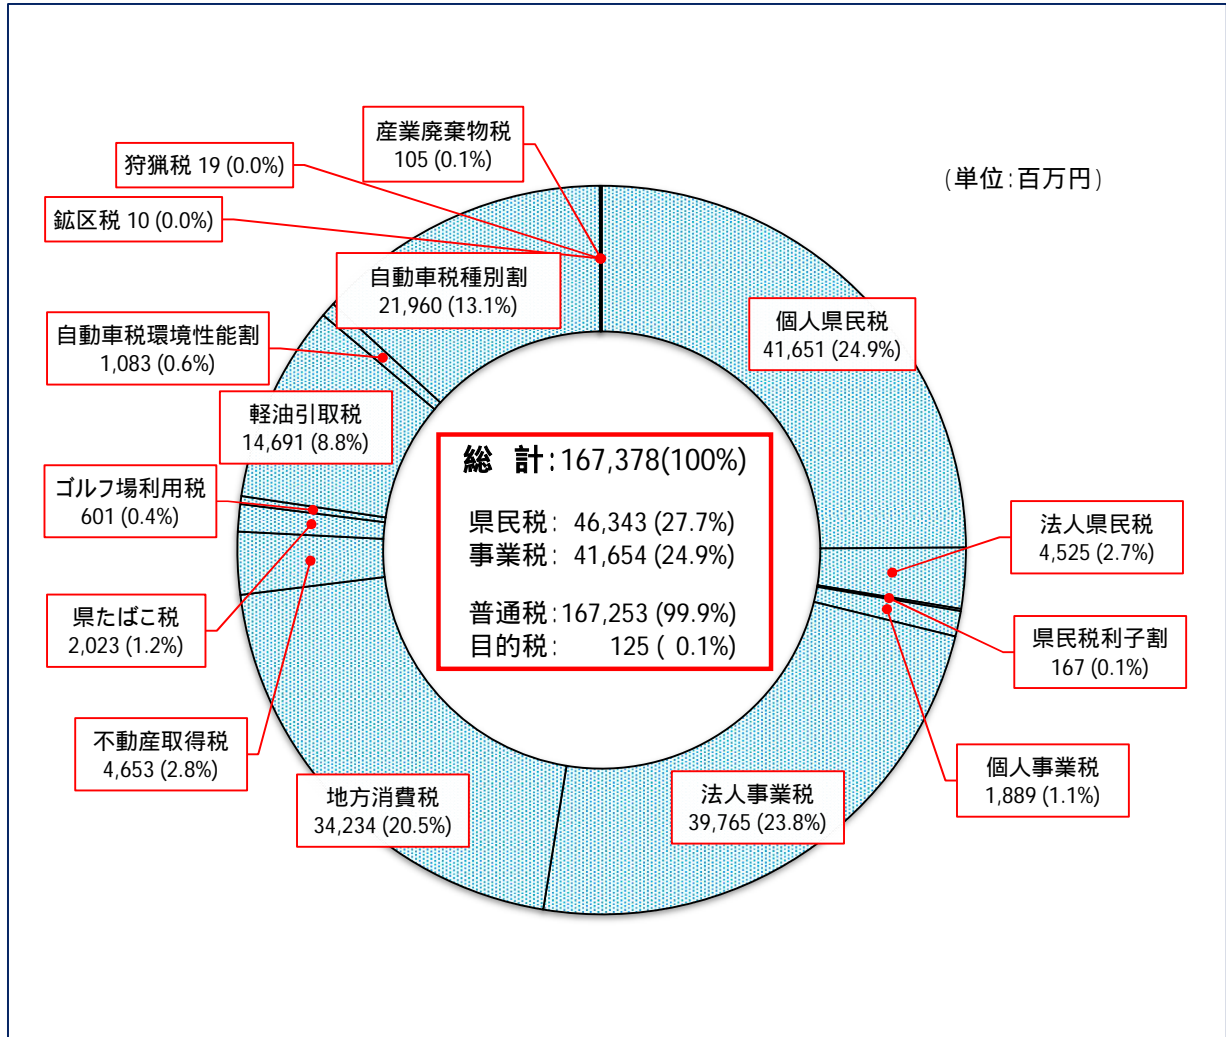 産業廃棄物税
105 (0.1%)
狩猟税 19 (0.0%)
(単位:百万円)
鉱区税 10 (0.0%)
自動車税種別割
21,960 (13.1%)
個人県民税
41,651 (24.9%)
自動車税環境性能割
1,083 (0.6%)
軽油引取税
14,691 (8.8%)
総 計:167,378(100%)
県民税: 46,343 (27.7%)
事業税: 41,654 (24.9%)
普通税:167,253 (99.9%)
目的税: 125 ( 0.1%)
ゴルフ場利用税
601 (0.4%)
法人県民税
4,525 (2.7%)
県たばこ税
2,023 (1.2%)
県民税利子割
167 (0.1%)
不動産取得税
4,653 (2.8%)
個人事業税
1,889 (1.1%)
地方消費税
34,234 (20.5%)
法人事業税
39,765 (23.8%)